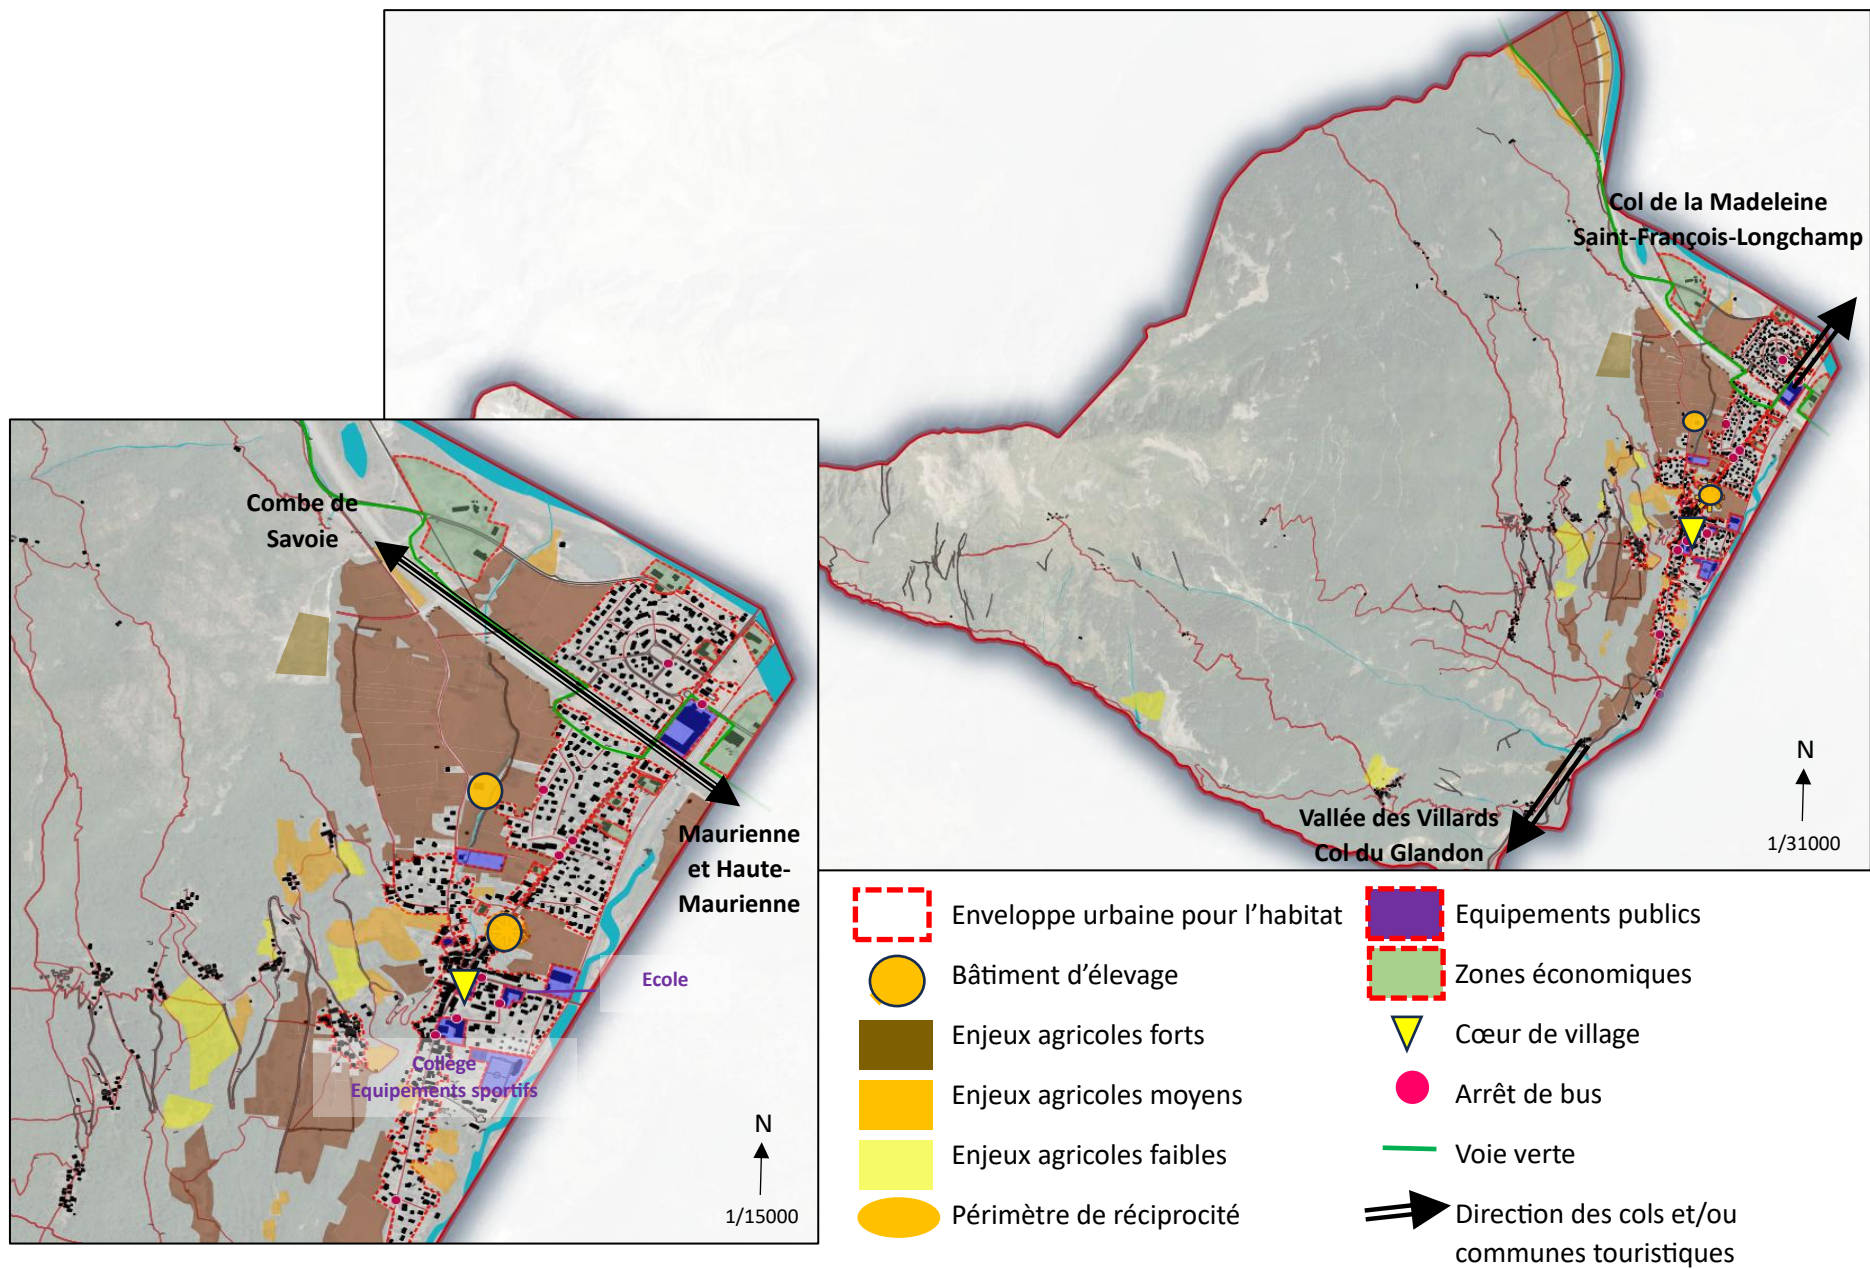 Col de la Madeleine
Saint-François-Longchamp
Vallée des Villards
Col du Glandon
N
1/31000
Combe de
Savoie
Maurienne
et Haute-
Maurienne
Ecole
Collège
Equipements sportifs
N
1/15000
Enveloppe urbaine pour l’habitat
Bâtiment d’élevage
Enjeux agricoles forts
Enjeux agricoles moyens
Enjeux agricoles faibles
Périmètre de réciprocité
Equipements publics
Zones économiques
Cœur de village
Arrêt de bus
Voie verte
Direction des cols et/ou
communes touristiques